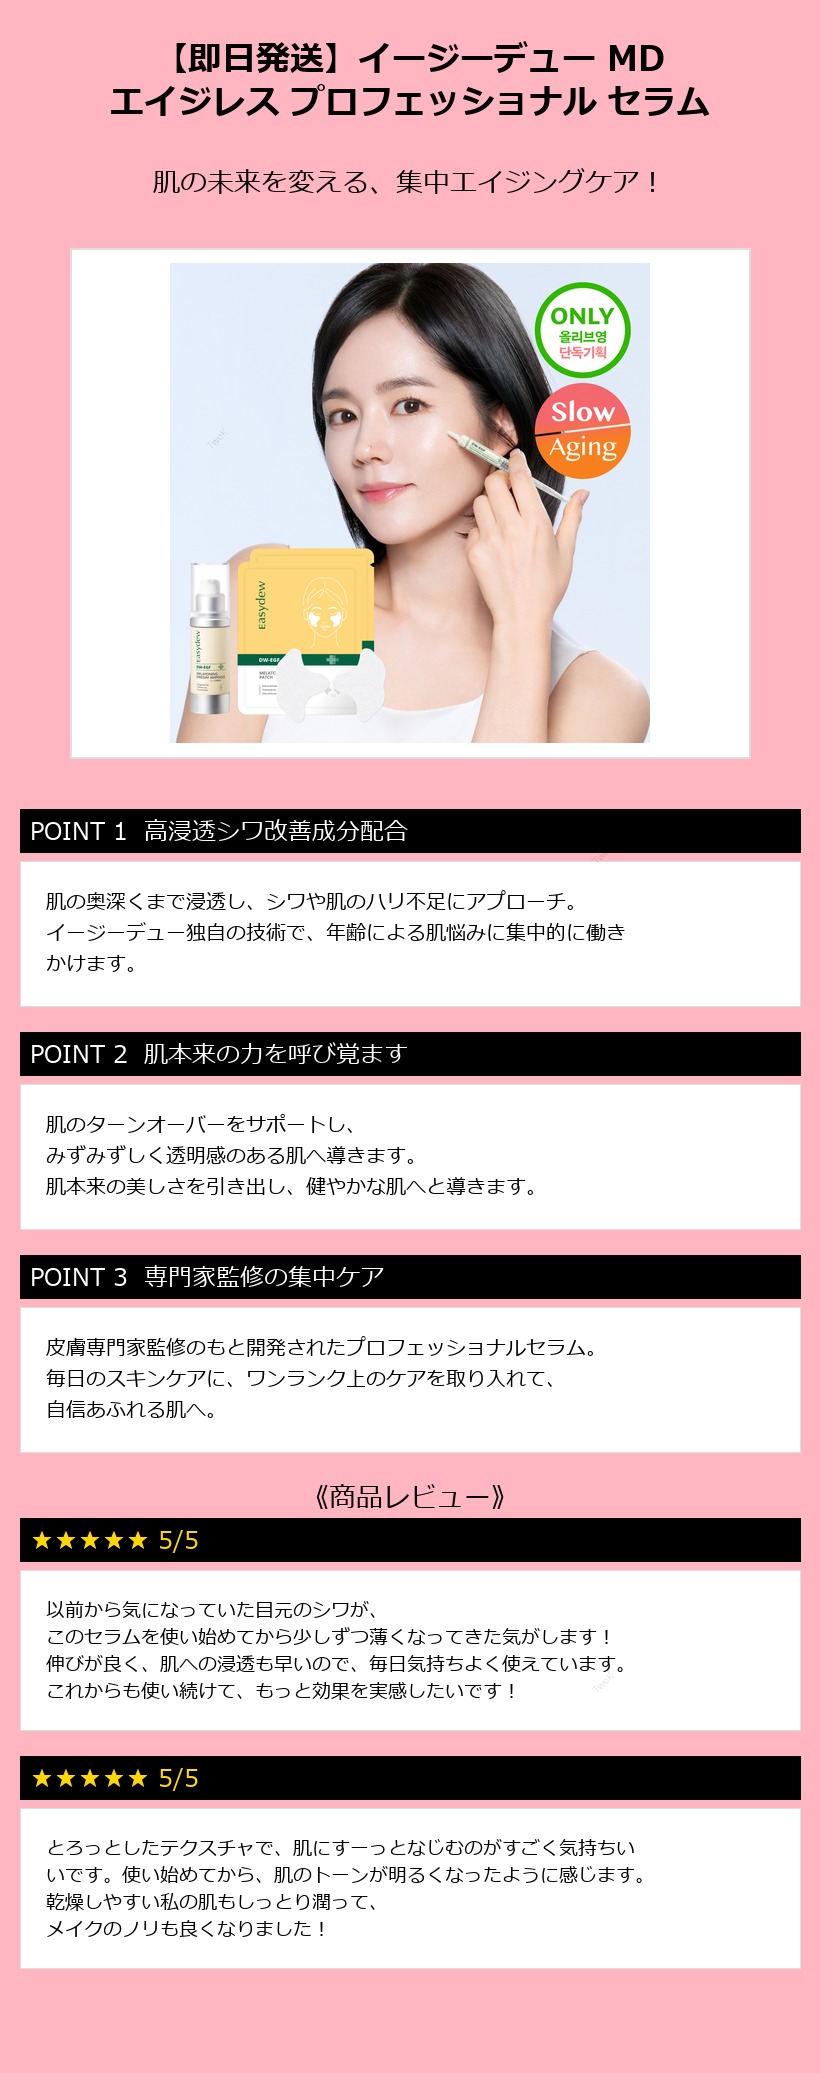 【即日発送】イージーデュー MD
エイジレス プロフェッショナル セラム
肌の未来を変える、集中エイジングケア！
ONLY
올리브영
단독기획
Slow
Aging
Easydew
DW-EGF
Easydew
DW-EGF
PATCH
POINT 1 高浸透シワ改善成分配合
肌の奥深くまで浸透し、シワや肌のハリ不足にアプローチ。
イージーデュー独自の技術で、年齢による肌悩みに集中的に働き
かけます。
POINT 2 肌本来の力を呼び覚ます
肌のターンオーバーをサポートし、
みずみずしく透明感のある肌へ導きます。
肌本来の美しさを引き出し、健やかな肌へと導きます。
POINT 3 専門家監修の集中ケア
皮膚専門家監修のもと開発されたプロフェッショナルセラム。
毎日のスキンケアに、ワンランク上のケアを取り入れて、
自信あふれる肌へ。
《商品レビュー》
★★★★★ 5/5
以前から気になっていた目元のシワが、
このセラムを使い始めてから少しずつ薄くなってきた気がします！
伸びが良く、肌への浸透も早いので、毎日気持ちよく使えています。
これからも使い続けて、もっと効果を実感したいです！
★★★★★ 5/5
とろっとしたテクスチャで、肌にすーっとなじむのがすごく気持ちい
いです。使い始めてから、肌のトーンが明るくなったように感じます。
乾燥しやすい私の肌もしっとり潤って、
メイクのノリも良くなりました！